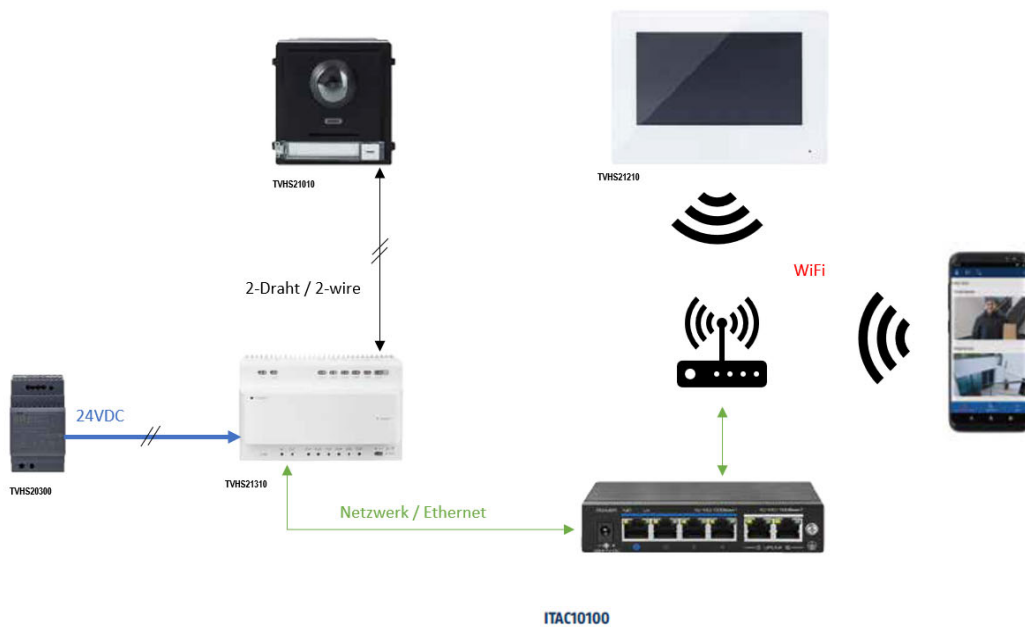 TVHS21010
TVHS21210
WiFi
2-Draht / 2-wire
24VDC
TVHS20300
TVHS21310
Netzwerk / Ethernet
ITAC10100